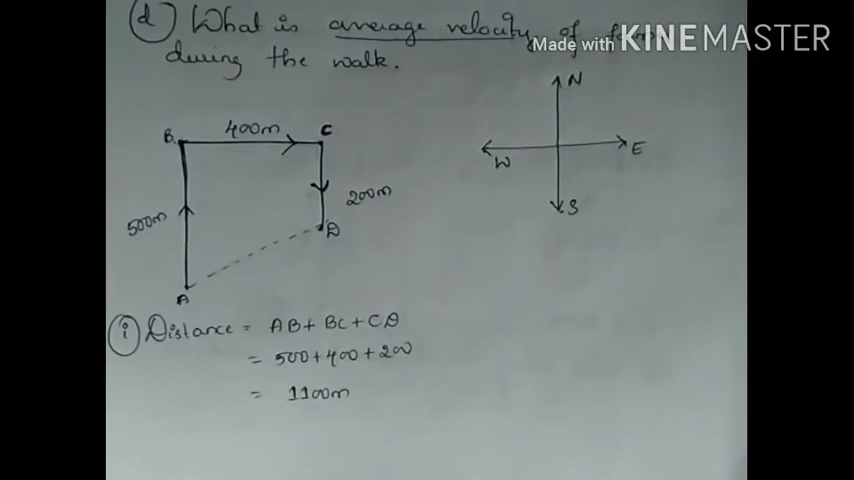 (d) What is average velocity of
during the walk.
Made with KINEMASTER
N
W
E
S
B
400m
C
500m
200m
D
A
(i) Distance = AB + BC + CD
= 500 + 400 + 200
= 1100m